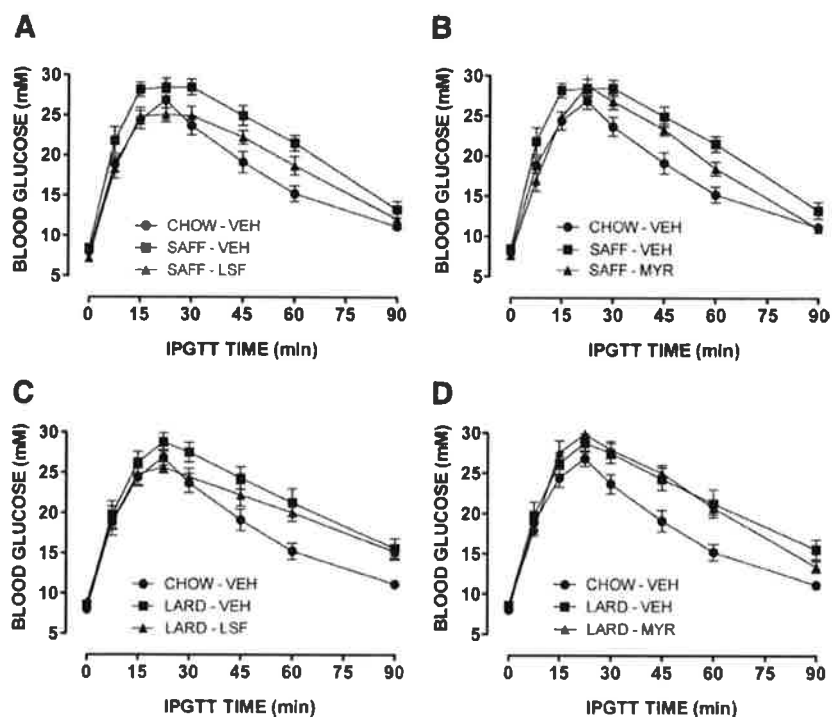 A
BLOOD GLUCOSE (mM)
30
25
20
15
10
5
CHOW - VEH
SAFF - VEH
SAFF - LSF
0 15 30 45 60 75 90
IPGTT TIME (min)
B
BLOOD GLUCOSE (mM)
30
25
20
15
10
5
CHOW - VEH
SAFF - VEH
SAFF - MYR
0 15 30 45 60 75 90
IPGTT TIME (min)
C
BLOOD GLUCOSE (mM)
30
25
20
15
10
5
CHOW - VEH
LARD - VEH
LARD - LSF
0 15 30 45 60 75 90
IPGTT TIME (min)
D
BLOOD GLUCOSE (mM)
30
25
20
15
10
5
CHOW - VEH
LARD - VEH
LARD - MYR
0 15 30 45 60 75 90
IPGTT TIME (min)